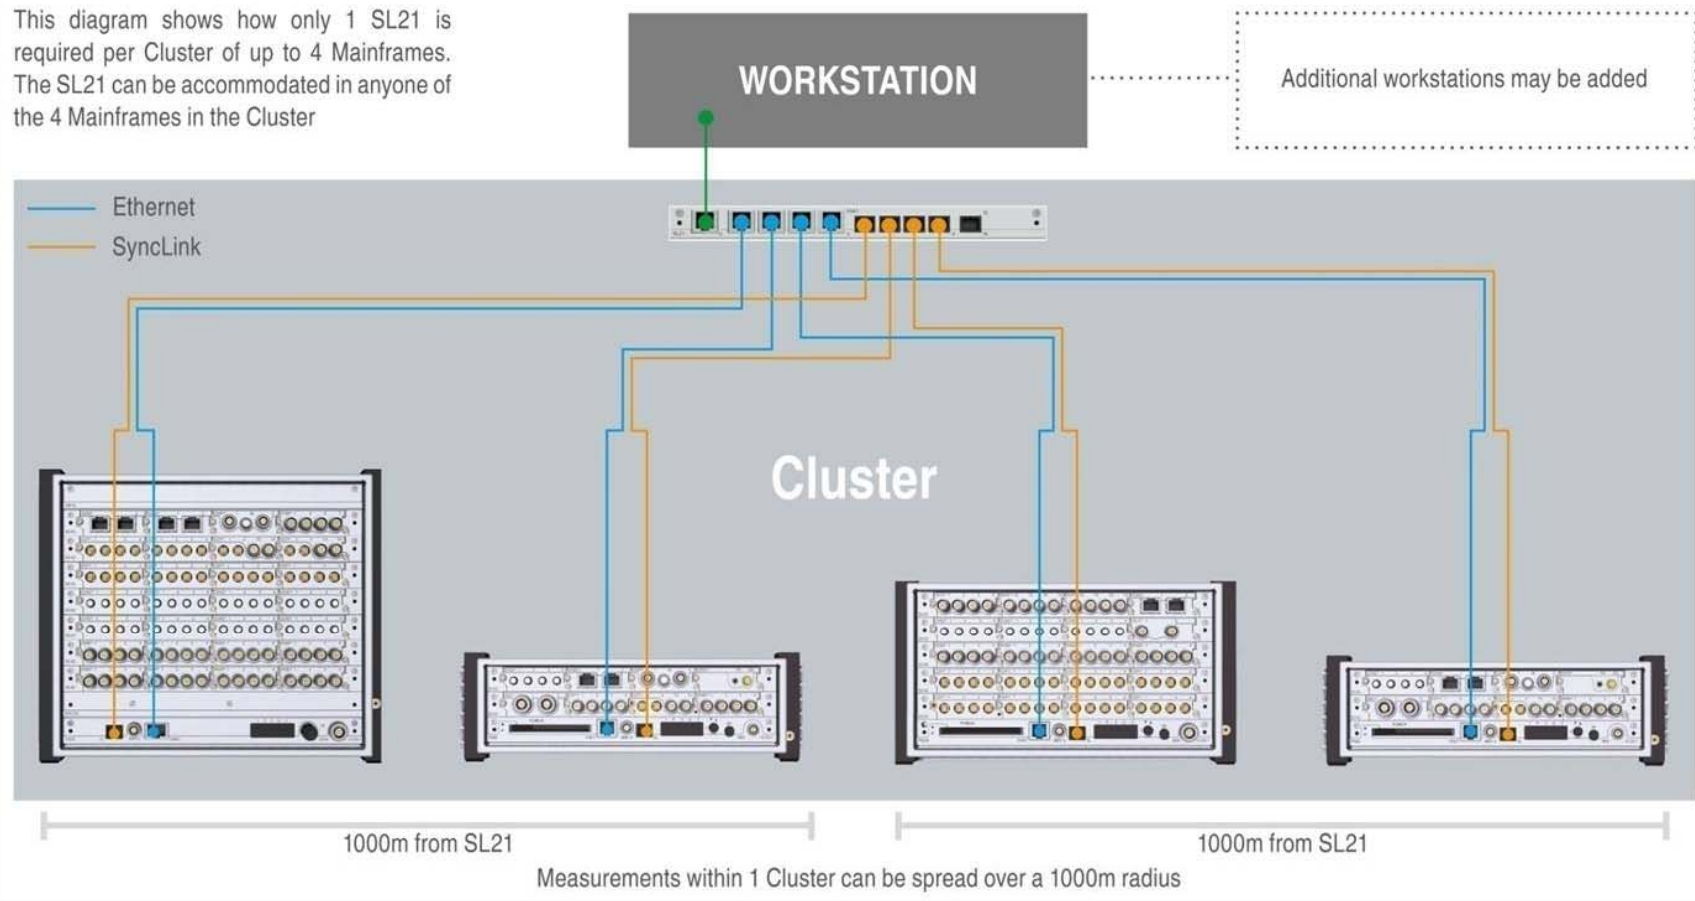 This diagram shows how only 1 SL21 is
required per Cluster of up to 4 Mainframes.
The SL21 can be accommodated in anyone of
the 4 Mainframes in the Cluster
WORKSTATION
Additional workstations may be added
Ethernet
SyncLink
SL21
Cluster
1000m from SL21
1000m from SL21
Measurements within 1 Cluster can be spread over a 1000m radius